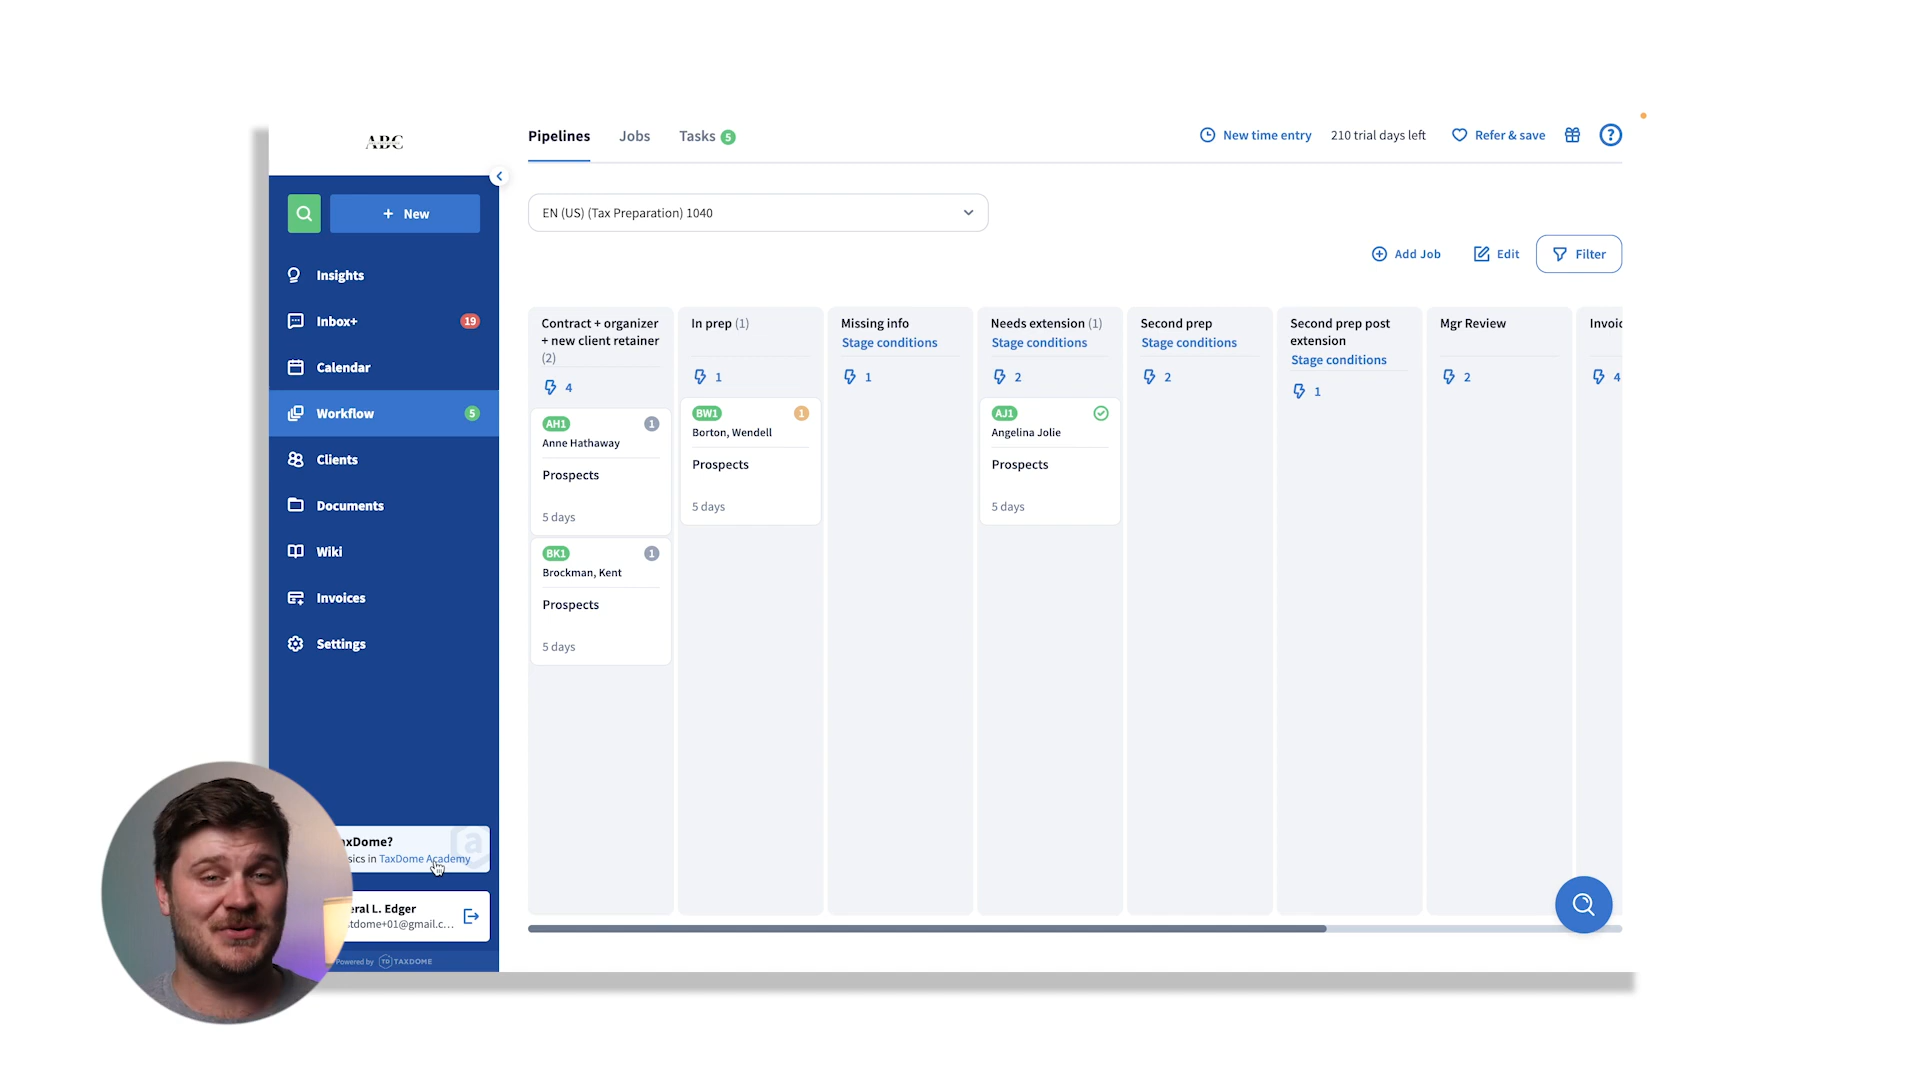 ABC
Pipelines
Jobs
Tasks 5
New time entry
210 trial days left
Refer & save
?
+ New
EN (US) (Tax Preparation) 1040
Add Job
Edit
Filter
Insights
Inbox+ 19
Calendar
Workflow 5
Clients
Documents
Wiki
Invoices
Settings
Contract + organizer
+ new client retainer
(2)
4
AH1 1
Anne Hathaway
Prospects
5 days
BK1 1
Brockman, Kent
Prospects
5 days
In prep (1)
1
BW1 1
Borton, Wendell
Prospects
5 days
Missing info
Stage conditions
1
Needs extension (1)
Stage conditions
2
AJ1
Angelina Jolie
Prospects
5 days
Second prep
Stage conditions
2
Second prep post
extension
Stage conditions
1
Mgr Review
2
Invoic
4
axDome?
sics in TaxDome Academy
eral L. Edger
tdome+01@gmail.c...
Powered by TD TAXDOME